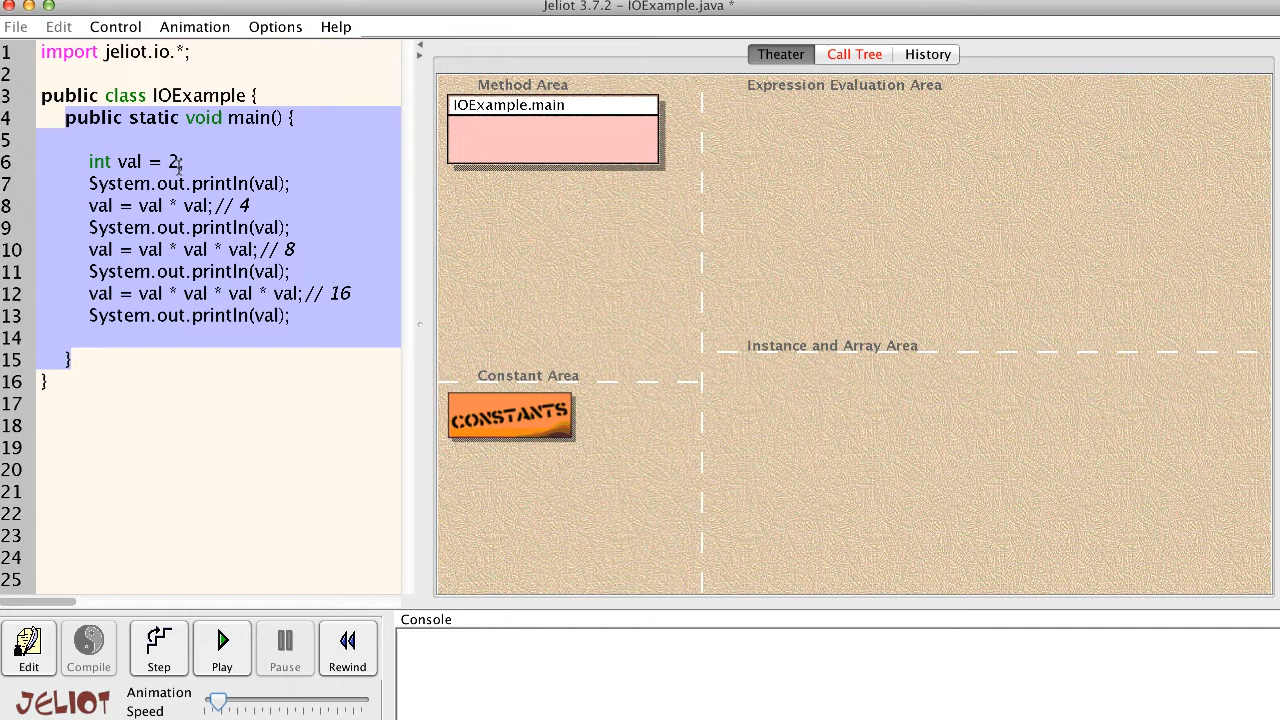 Jeliot 3.7.2 - IOExample.java *
File Edit Control Animation Options Help
1 import jeliot.io.*;
2
3 public class IOExample {
4 public static void main() {
5
6 int val = 2;
7 System.out.println(val);
8 val = val * val; // 4
9 System.out.println(val);
10 val = val * val * val; // 8
11 System.out.println(val);
12 val = val * val * val * val; // 16
13 System.out.println(val);
14
15 }
16 }
17
18
19
20
21
22
23
24
25
Theater Call Tree History
Method Area
IOExample.main
Expression Evaluation Area
Constant Area
CONSTANTS
Instance and Array Area
Edit Compile Step Play Pause Rewind
JELIOT
Animation
Speed
Console